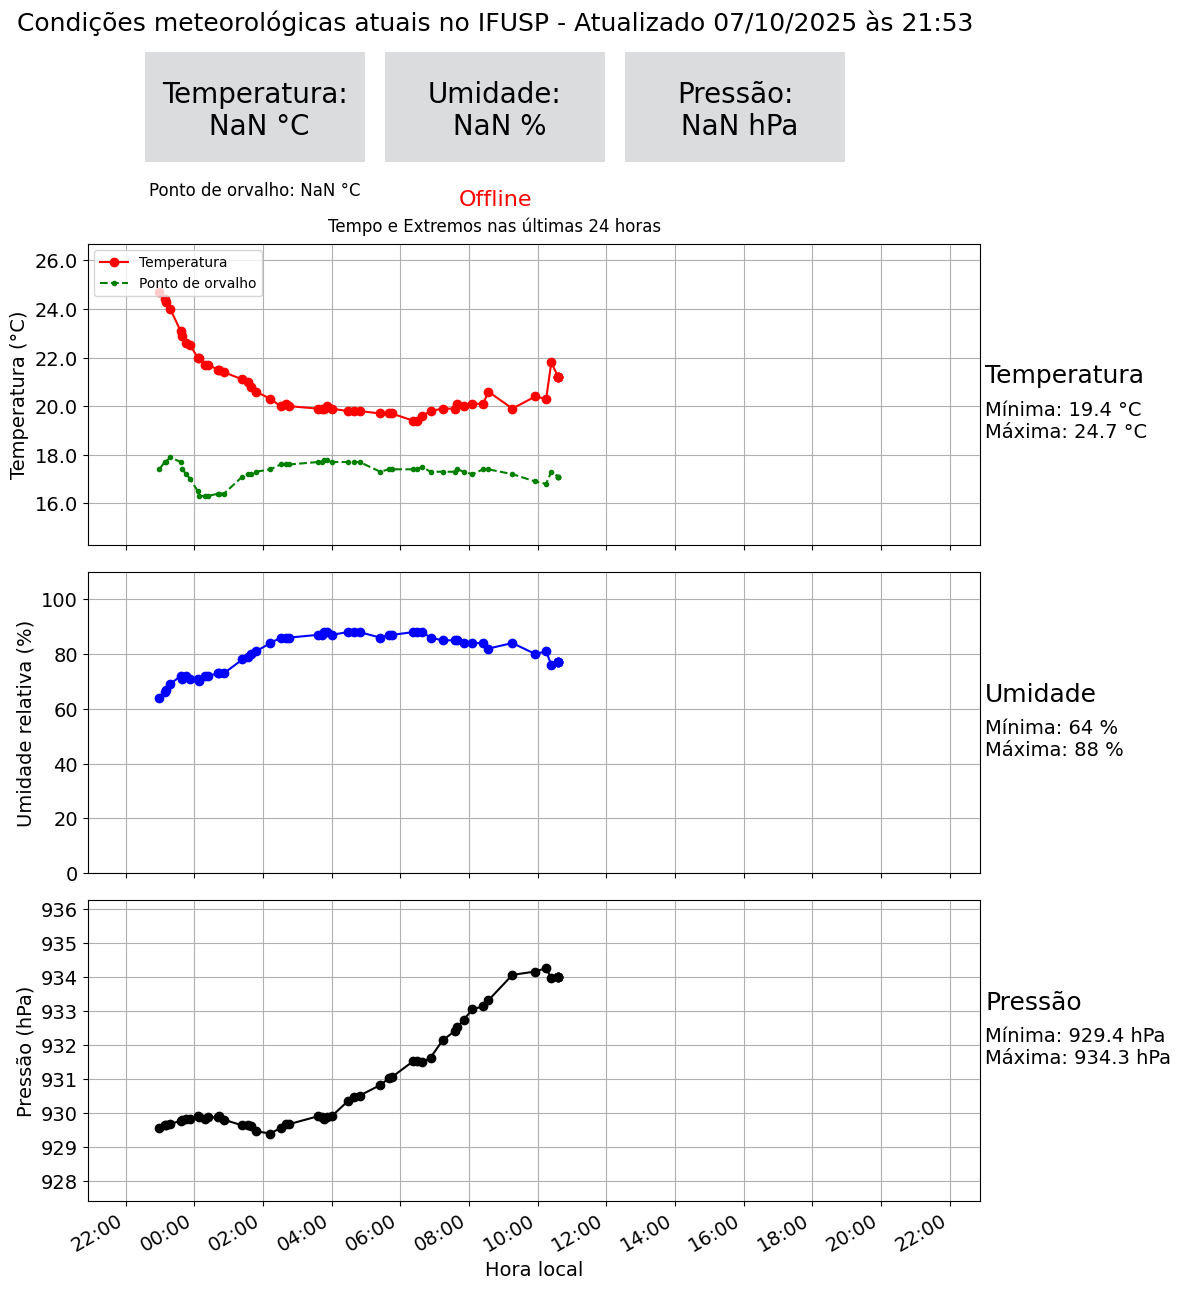 Condições meteorológicas atuais no IFUSP - Atualizado 07/10/2025 às 21:53
Temperatura:
NaN °C
Umidade:
NaN %
Pressão:
NaN hPa
Ponto de orvalho: NaN °C
Offline
Tempo e Extremos nas últimas 24 horas
Temperatura
Ponto de orvalho
Temperatura (°C)
26.0
24.0
22.0
20.0
18.0
16.0
Temperatura
Mínima: 19.4 °C
Máxima: 24.7 °C
Umidade relativa (%)
100
80
60
40
20
0
Umidade
Mínima: 64 %
Máxima: 88 %
Pressão (hPa)
936
935
934
933
932
931
930
929
928
Pressão
Mínima: 929.4 hPa
Máxima: 934.3 hPa
22:00
00:00
02:00
04:00
06:00
08:00
10:00
12:00
14:00
16:00
18:00
20:00
22:00
Hora local